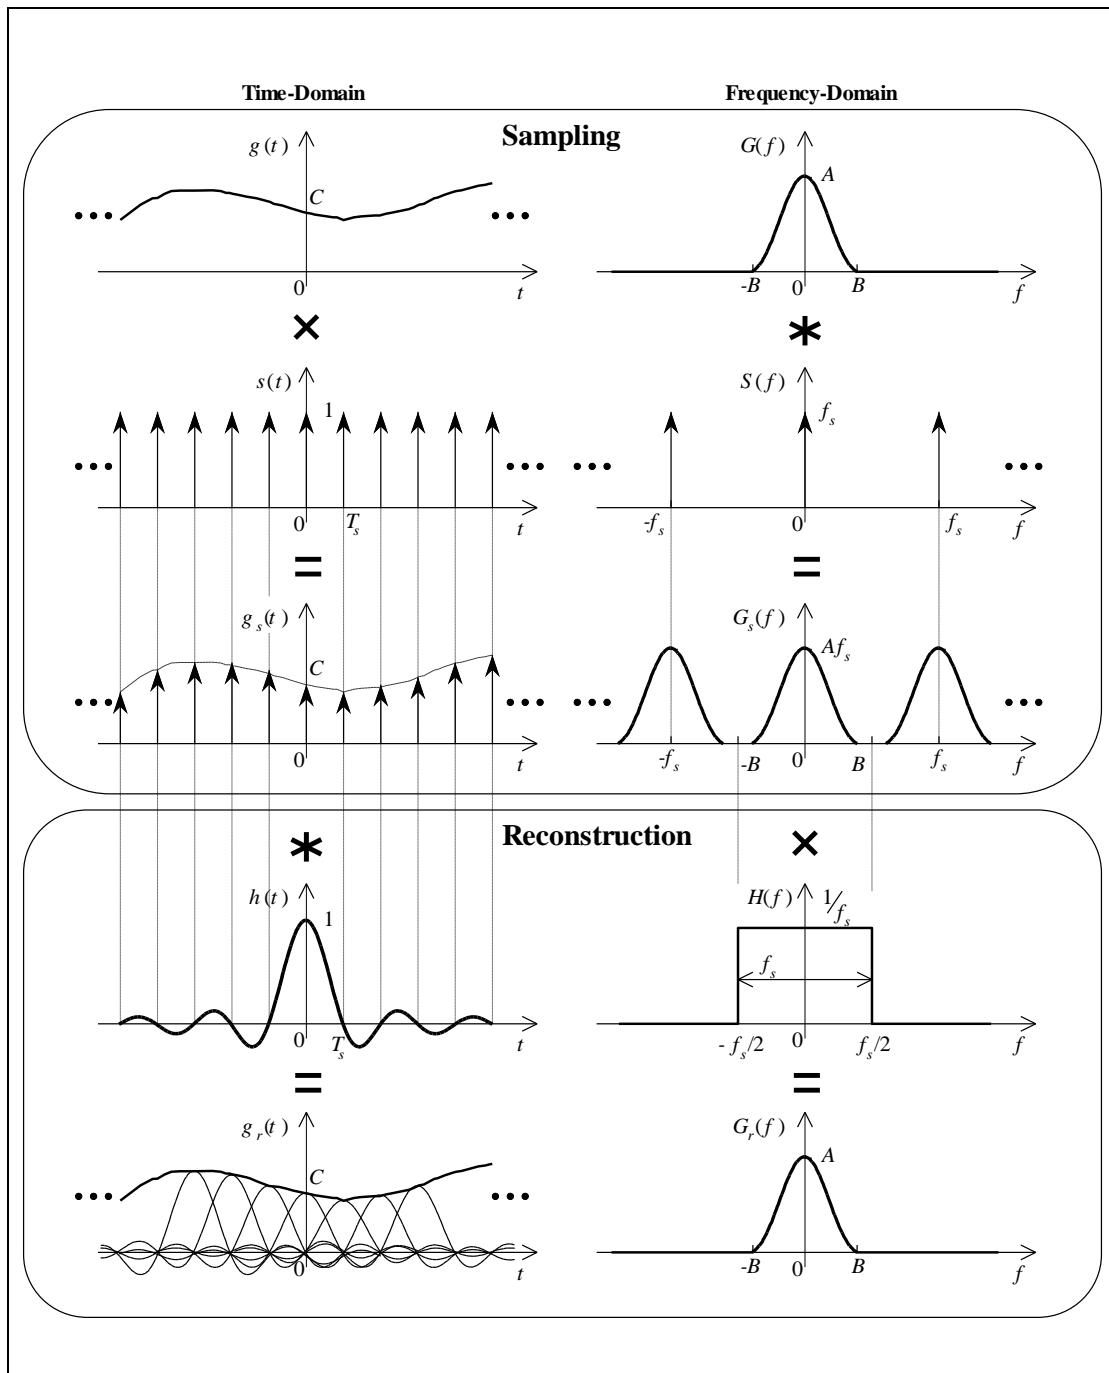 Time-Domain Frequency-Domain
Sampling
g(t) G(f)
C A
••• •••
0 t -B 0 B f
× *
s(t) S(f)
1 f_s
••• ••• ••• •••
0 T_s t -f_s 0 f_s f
= =
g_s(t) G_s(f)
C Af_s
••• ••• ••• •••
0 t -f_s -B 0 B f_s f
Reconstruction
* ×
h(t) H(f) 1/f_s
1
f_s
0 T_s t -f_s/2 0 f_s/2 f
= =
g_r(t) G_r(f)
C A
••• •••
0 t -B 0 B f